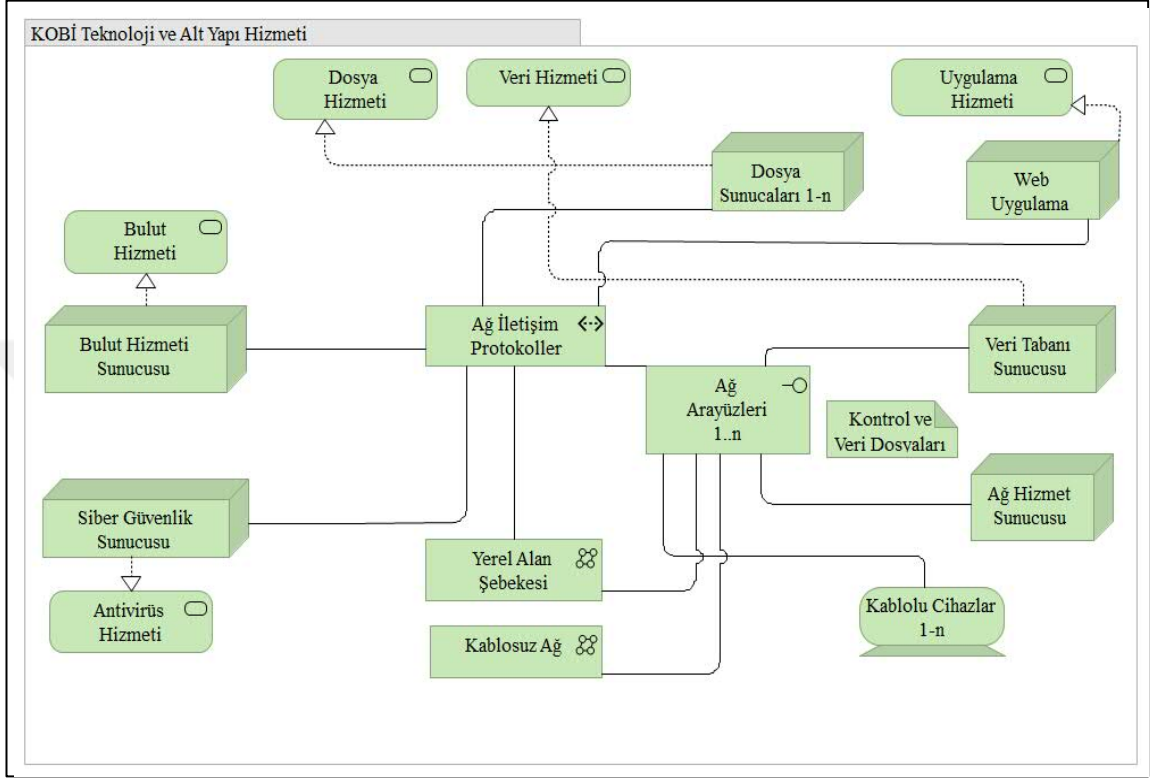 KOBİ Teknoloji ve Alt Yapı Hizmeti
Dosya
Hizmeti
Veri Hizmeti
Uygulama
Hizmeti
Dosya
Sunucaları 1-n
Web
Uygulama
Bulut
Hizmeti
Bulut Hizmeti
Sunucusu
Ağ İletişim
Protokoller
Veri Tabanı
Sunucusu
Ağ
Arayüzleri
1..n
Kontrol ve
Veri Dosyaları
Siber Güvenlik
Sunucusu
Ağ Hizmet
Sunucusu
Yerel Alan
Şebekesi
Antivirüs
Hizmeti
Kablolu Cihazlar
1-n
Kablosuz Ağ